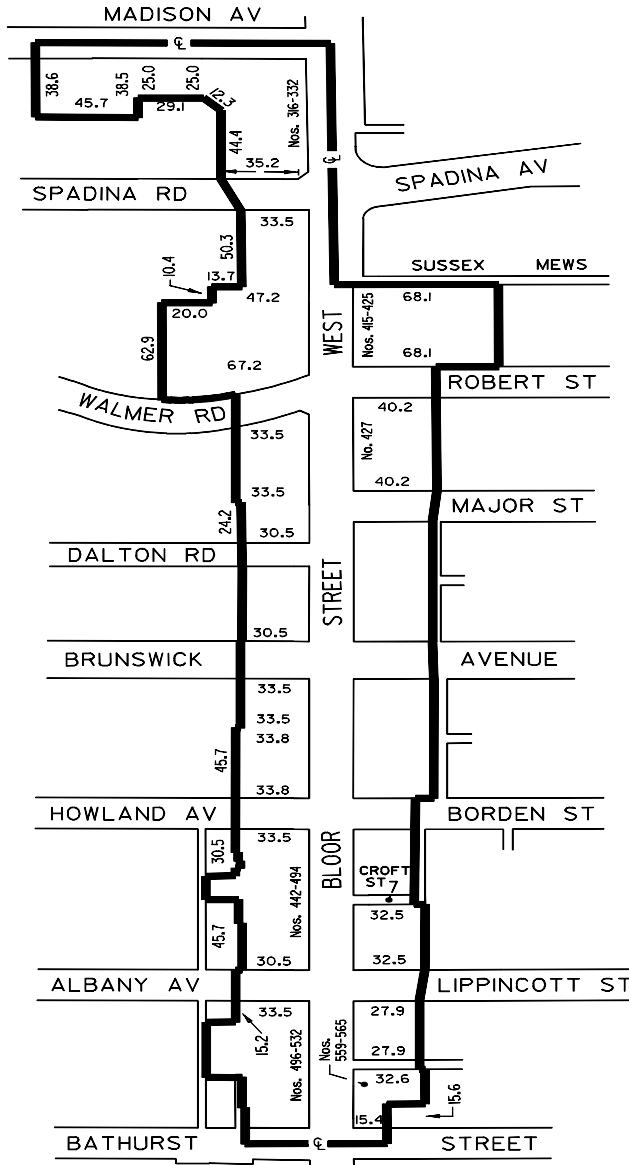 MADISON AV
℄
38.6
45.7
38.5
25.0
29.1
25.0
12.3
Nos. 316-332
44.4
35.2
℄
SPADINA AV
SPADINA RD
33.5
50.3
10.4
13.7
47.2
20.0
SUSSEX MEWS
68.1
Nos. 415-425
WEST
62.9
67.2
68.1
ROBERT ST
WALMER RD
40.2
33.5
No. 427
33.5
40.2
24.2
30.5
MAJOR ST
DALTON RD
STREET
30.5
BRUNSWICK
AVENUE
33.5
33.5
33.8
45.7
33.8
HOWLAND AV
BORDEN ST
33.5
30.5
BLOOR
CROFT
ST
7
Nos. 442-494
45.7
32.5
30.5
32.5
ALBANY AV
LIPPINCOTT ST
33.5
27.9
15.2
Nos. 496-532
Nos.
559-565
27.9
32.6
15.6
15.4
BATHURST
℄
STREET